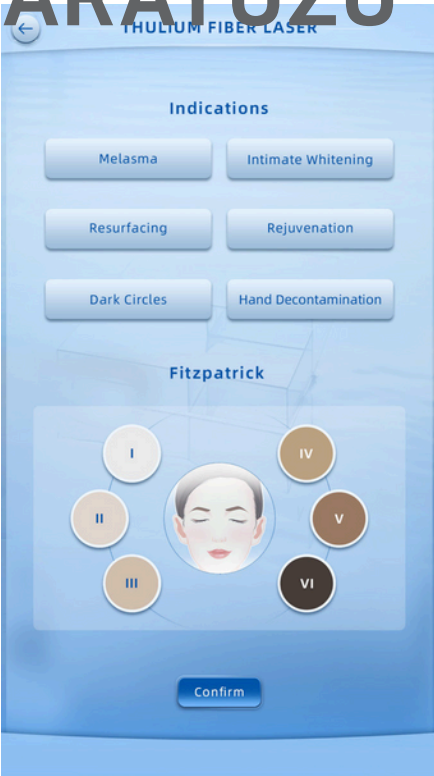 ARAYÜZÜ
THULIUM FIBER LASER
Indications
Melasma
Intimate Whitening
Resurfacing
Rejuvenation
Dark Circles
Hand Decontamination
Fitzpatrick
I
IV
II
V
III
VI
Confirm